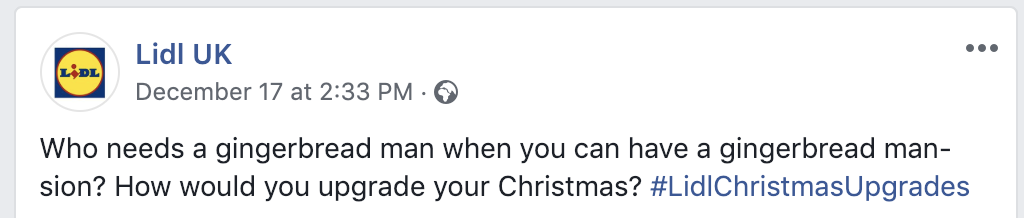 Lidl UK
LiDL
December 17 at 2:33 PM ·
Who needs a gingerbread man when you can have a gingerbread man-
sion? How would you upgrade your Christmas? #LidlChristmasUpgrades